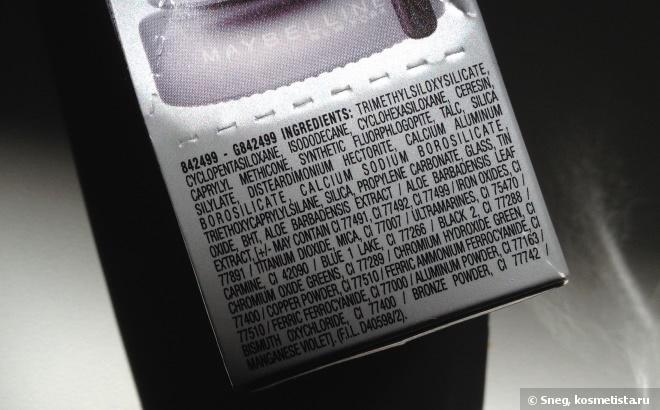 MAYBELLINE
842499 - GB42499 INGREDIENTS: TRIMETHYLSILOXYSILICATE,
CYCLOPENTASILOXANE, ISODODECANE, CYCLOHEXASILOXANE, CERESIN,
CAPRYLYL METHICONE, SYNTHETIC FLUORPHLOGOPITE, TALC, SILICA
SILYLATE, DISTEARDIMONIUM HECTORITE, CALCIUM ALUMINUM
BOROSILICATE, CALCIUM SODIUM BOROSILICATE,
TRIETHOXYCAPRYLYLSILANE, SILICA, PROPYLENE CARBONATE, GLASS, TIN
OXIDE, BHT, ALOE BARBADENSIS EXTRACT / ALOE BARBADENSIS LEAF
EXTRACT, [+/- MAY CONTAIN CI 77491, CI 77492, CI 77499 / IRON OXIDES, CI
77891 / TITANIUM DIOXIDE, MICA, CI 77007 / ULTRAMARINES, CI 75470 /
CARMINE, CI 42090 / BLUE 1 LAKE, CI 77266 / BLACK 2, CI 77288 /
CHROMIUM OXIDE GREENS, CI 77289 / CHROMIUM HYDROXIDE GREEN, CI
77400 / COPPER POWDER, CI 77510 / FERRIC AMMONIUM FERROCYANIDE, CI
77510 / FERRIC FERROCYANIDE, CI 77000 / ALUMINUM POWDER, CI 77163 /
BISMUTH OXYCHLORIDE, CI 77400 / BRONZE POWDER, CI 77742 /
MANGANESE VIOLET]. (F.I.L. D40598/2).
© Sneg, kosmetista.ru